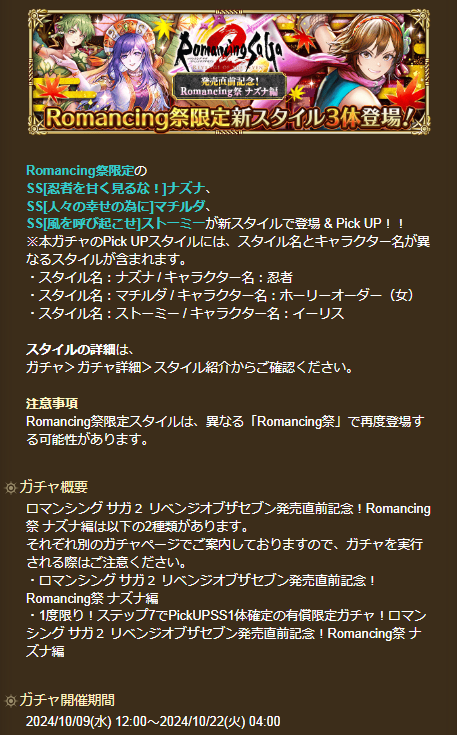 Romancing SaGa 2
発売直前記念！
Romancing祭 ナズナ編
Romancing祭限定新スタイル3体登場!!
Romancing祭限定の
SS[忍者を甘く見るな！]ナズナ、
SS[人々の幸せの為に]マチルダ、
SS[風を呼び起こせ]ストーミーが新スタイルで登場 & Pick UP！！
※本ガチャのPick UPスタイルには、スタイル名とキャラクター名が異
なるスタイルが含まれます。
・スタイル名：ナズナ / キャラクター名：忍者
・スタイル名：マチルダ / キャラクター名：ホーリーオーダー（女）
・スタイル名：ストーミー / キャラクター名：イーリス
スタイルの詳細は、
ガチャ＞ガチャ詳細＞スタイル紹介からご確認ください。
注意事項
Romancing祭限定スタイルは、異なる「Romancing祭」で再度登場す
る可能性があります。
ガチャ概要
ロマンシング サガ２ リベンジオブザセブン発売直前記念！Romancing
祭 ナズナ編は以下の2種類があります。
それぞれ別のガチャページでご案内しておりますので、ガチャを実行
される際はご注意ください。
・ロマンシング サガ２ リベンジオブザセブン発売直前記念！
Romancing祭 ナズナ編
・1度限り！ステップ7でPickUPSS1体確定の有償限定ガチャ！ロマン
シング サガ２ リベンジオブザセブン発売直前記念！Romancing祭 ナ
ズナ編
ガチャ開催期間
2024/10/09(水) 12:00～2024/10/22(火) 04:00